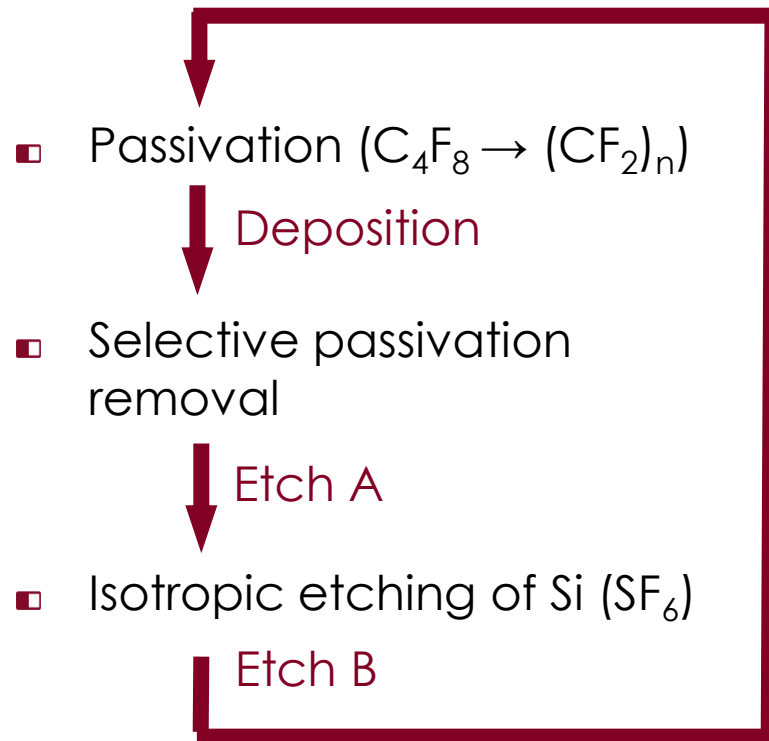 Passivation (C₄F₈ → (CF₂)ₙ)
Deposition
Selective passivation
removal
Etch A
Isotropic etching of Si (SF₆)
Etch B